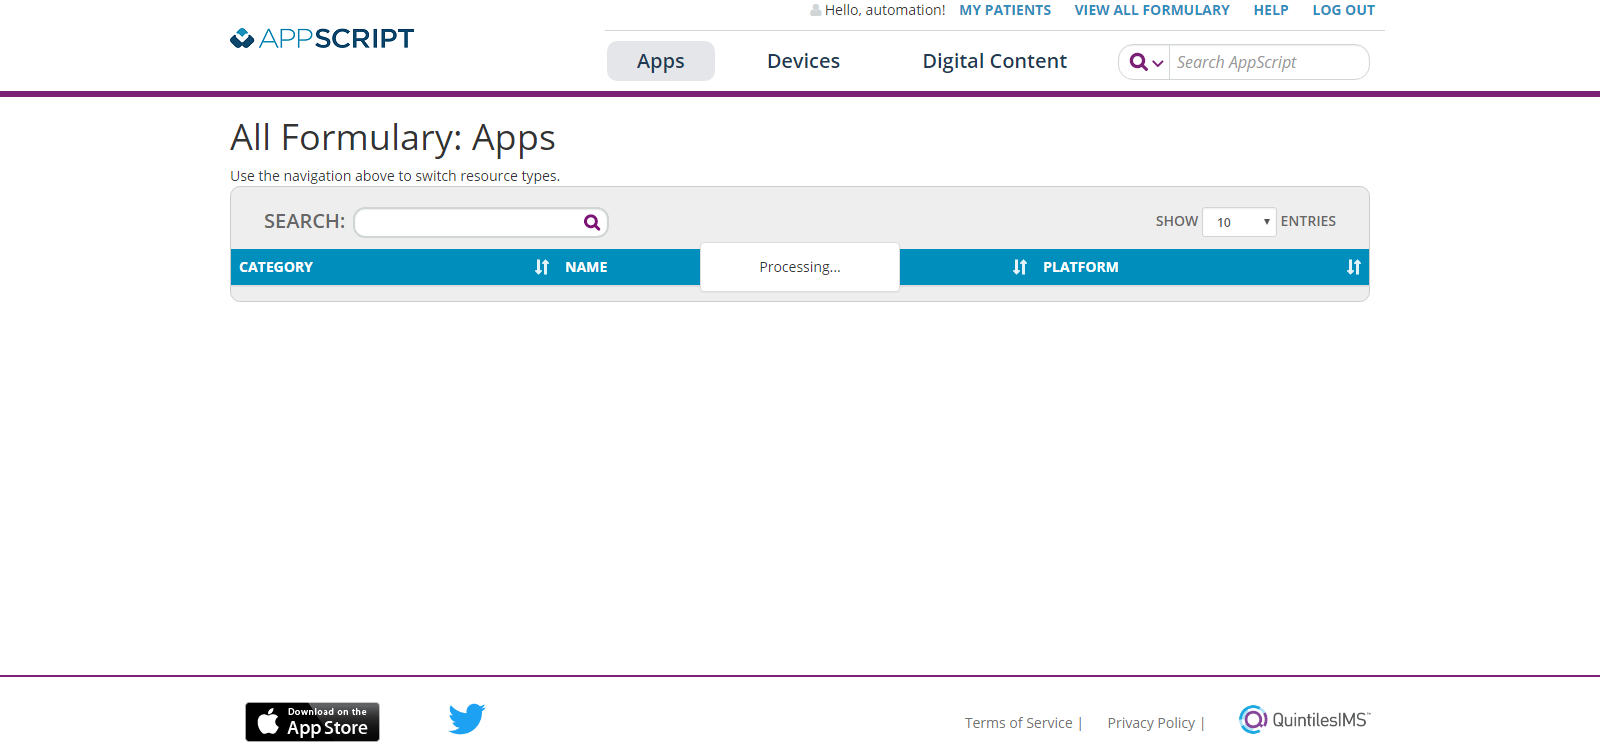 Hello, automation! MY PATIENTS VIEW ALL FORMULARY HELP LOG OUT
APPSCRIPT
Apps Devices Digital Content Search AppScript
All Formulary: Apps
Use the navigation above to switch resource types.
SEARCH: SHOW 10 ENTRIES
CATEGORY NAME Processing... PLATFORM
Download on the
App Store
Terms of Service | Privacy Policy | QuintilesIMS™